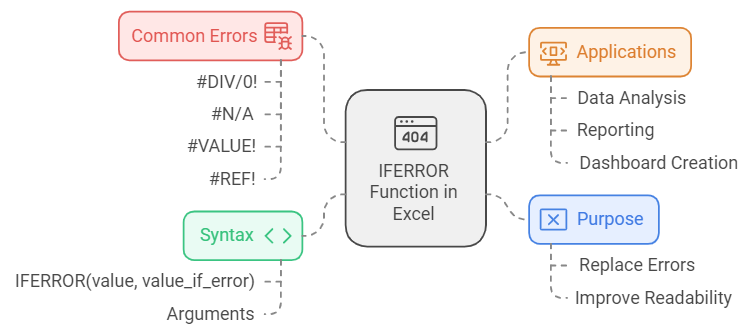 Common Errors
#DIV/0!
#N/A
#VALUE!
#REF!
Syntax
IFERROR(value, value_if_error)
Arguments
404
IFERROR
Function in
Excel
Applications
Data Analysis
Reporting
Dashboard Creation
Purpose
Replace Errors
Improve Readability